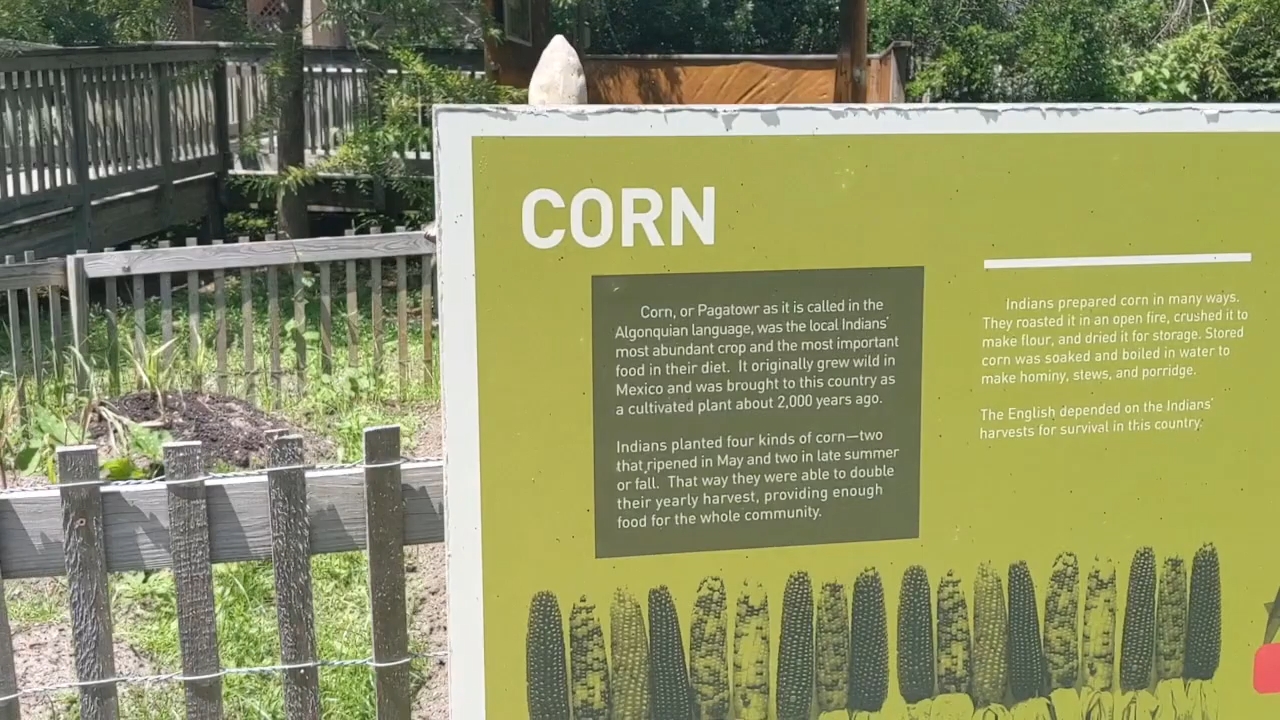 CORN
Corn, or Pagatowr as it is called in the
Algonquian language, was the local Indians'
most abundant crop and the most important
food in their diet. It originally grew wild in
Mexico and was brought to this country as
a cultivated plant about 2,000 years ago.
Indians planted four kinds of corn—two
that ripened in May and two in late summer
or fall. That way they were able to double
their yearly harvest, providing enough
food for the whole community.
Indians prepared corn in many ways.
They roasted it in an open fire, crushed it to
make flour, and dried it for storage. Stored
corn was soaked and boiled in water to
make hominy, stews, and porridge.
The English depended on the Indians'
harvests for survival in this country.